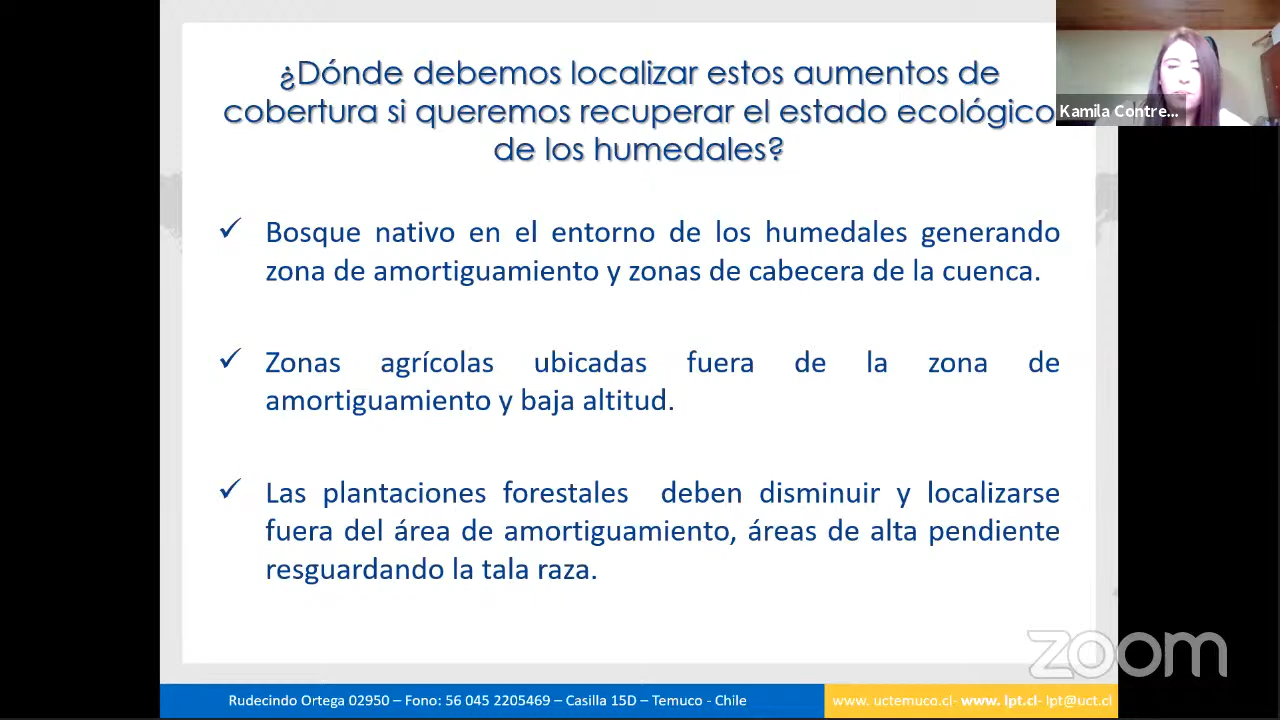 ¿Dónde debemos localizar estos aumentos de
cobertura si queremos recuperar el estado ecológico
de los humedales?
Kamila Contre...
✓ Bosque nativo en el entorno de los humedales generando
zona de amortiguamiento y zonas de cabecera de la cuenca.
✓ Zonas agrícolas ubicadas fuera de la zona de
amortiguamiento y baja altitud.
✓ Las plantaciones forestales deben disminuir y localizarse
fuera del área de amortiguamiento, áreas de alta pendiente
resguardando la tala raza.
zoom
Rudecindo Ortega 02950 – Fono: 56 045 2205469 – Casilla 15D – Temuco - Chile
www. uctemuco.cl- www. lpt.cl- lpt@uct.cl